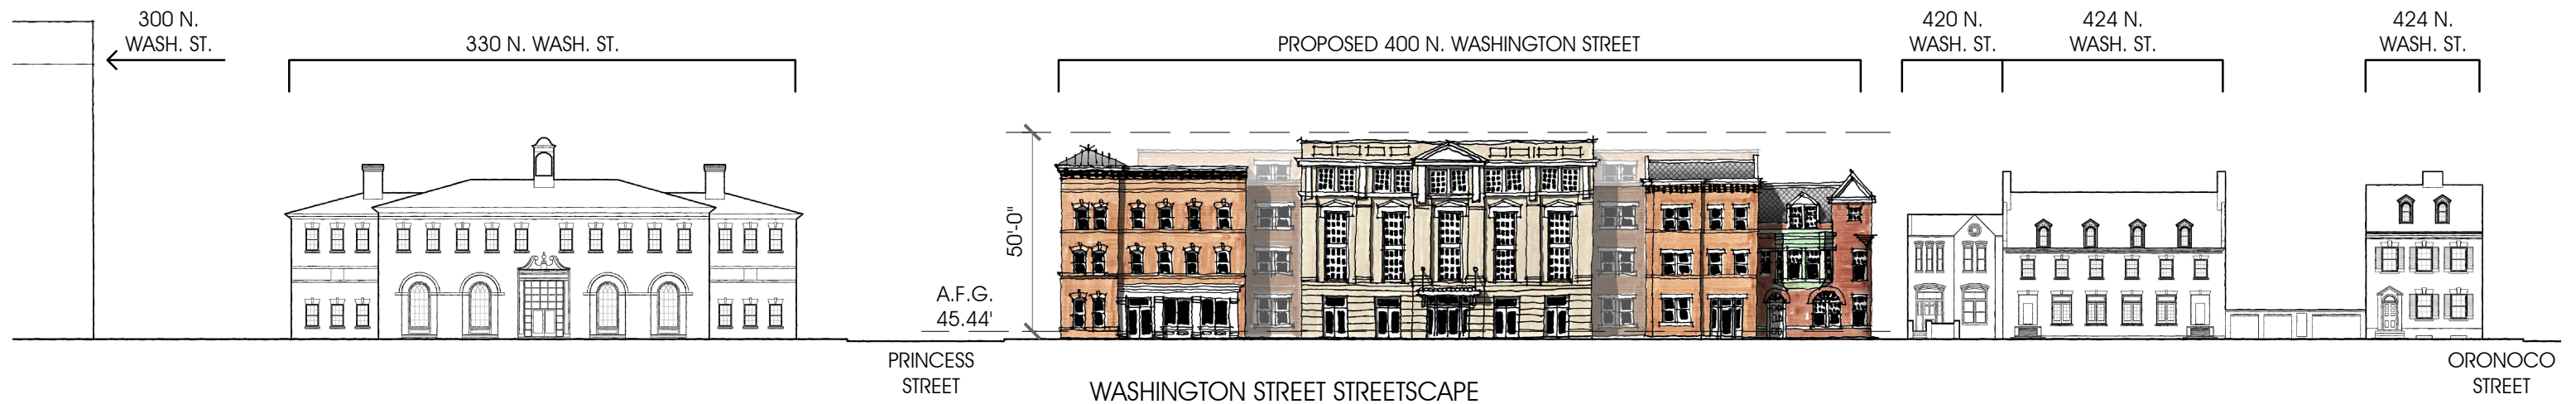 300 N.
WASH. ST.
330 N. WASH. ST.
PROPOSED 400 N. WASHINGTON STREET
420 N.
WASH. ST.
424 N.
WASH. ST.
424 N.
WASH. ST.
50'-0"
A.F.G.
45.44'
PRINCESS
STREET
WASHINGTON STREET STREETSCAPE
ORONOCO
STREET